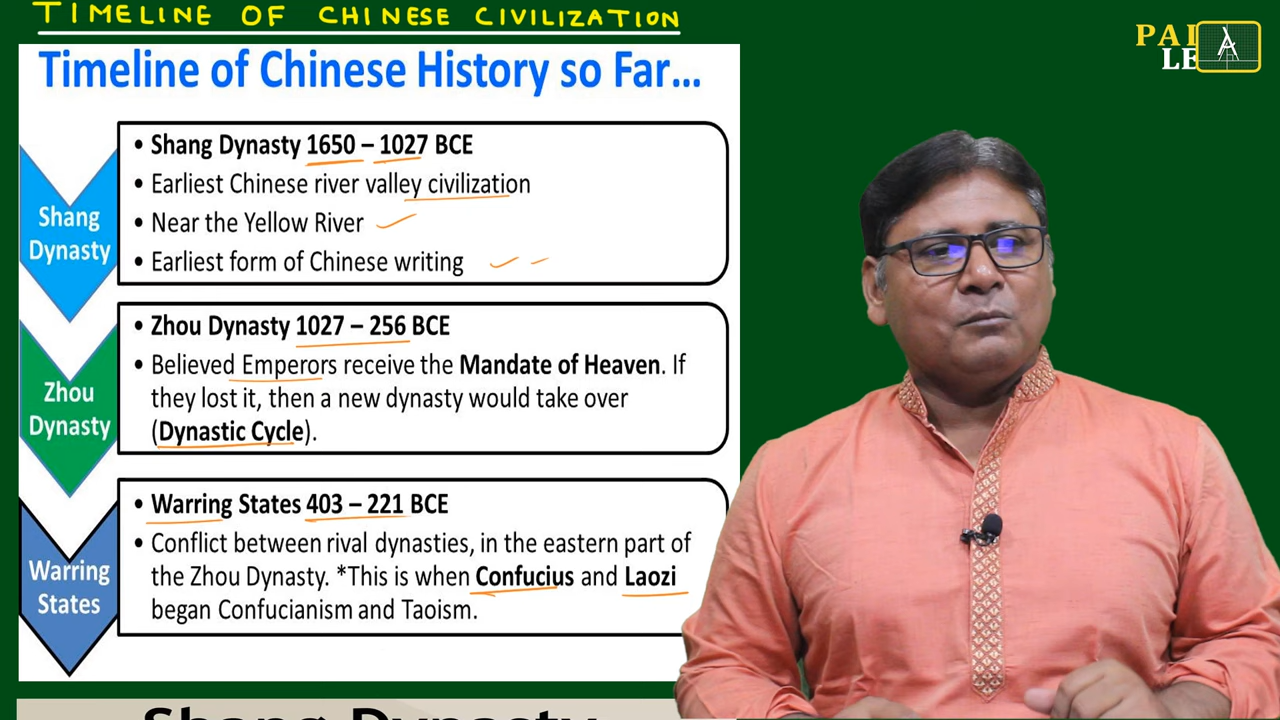 TIMELINE OF CHINESE CIVILIZATION
Timeline of Chinese History so Far...
Shang
Dynasty
• Shang Dynasty 1650 – 1027 BCE
• Earliest Chinese river valley civilization
• Near the Yellow River
• Earliest form of Chinese writing
Zhou
Dynasty
• Zhou Dynasty 1027 – 256 BCE
• Believed Emperors receive the Mandate of Heaven. If
they lost it, then a new dynasty would take over
(Dynastic Cycle).
Warring
States
• Warring States 403 – 221 BCE
• Conflict between rival dynasties, in the eastern part of
the Zhou Dynasty. *This is when Confucius and Laozi
began Confucianism and Taoism.
Shang Dynasty
PA
LE